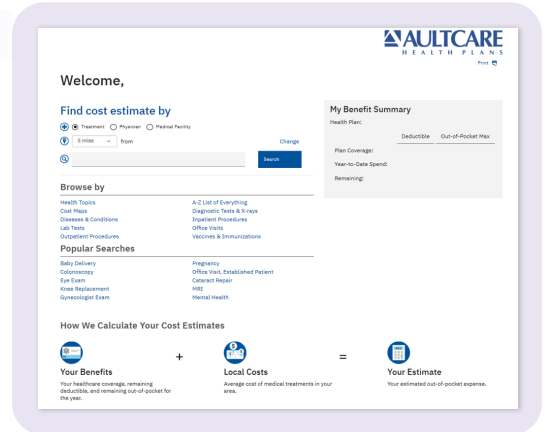 AULTCARE
HEALTH PLANS
Print
Welcome,
Find cost estimate by
Treatment Physician Medical Facility
5 miles from Change
Search
Browse by
Health Topics A-Z List of Everything
Cost Maps Diagnostic Tests & X-rays
Diseases & Conditions Inpatient Procedures
Lab Tests Office Visits
Outpatient Procedures Vaccines & Immunizations
Popular Searches
Baby Delivery Pregnancy
Colonoscopy Office Visit, Established Patient
Eye Exam Cataract Repair
Knee Replacement MRI
Gynecologist Exam Mental Health
My Benefit Summary
Health Plan:
Deductible Out-of-Pocket Max
Plan Coverage:
Year-to-Date Spend:
Remaining:
How We Calculate Your Cost Estimates
+ =
Your Benefits Local Costs Your Estimate
Your healthcare coverage, remaining
deductible, and remaining out-of-pocket for
the year.
Average cost of medical treatments in your
area.
Your estimated out-of-pocket expense.